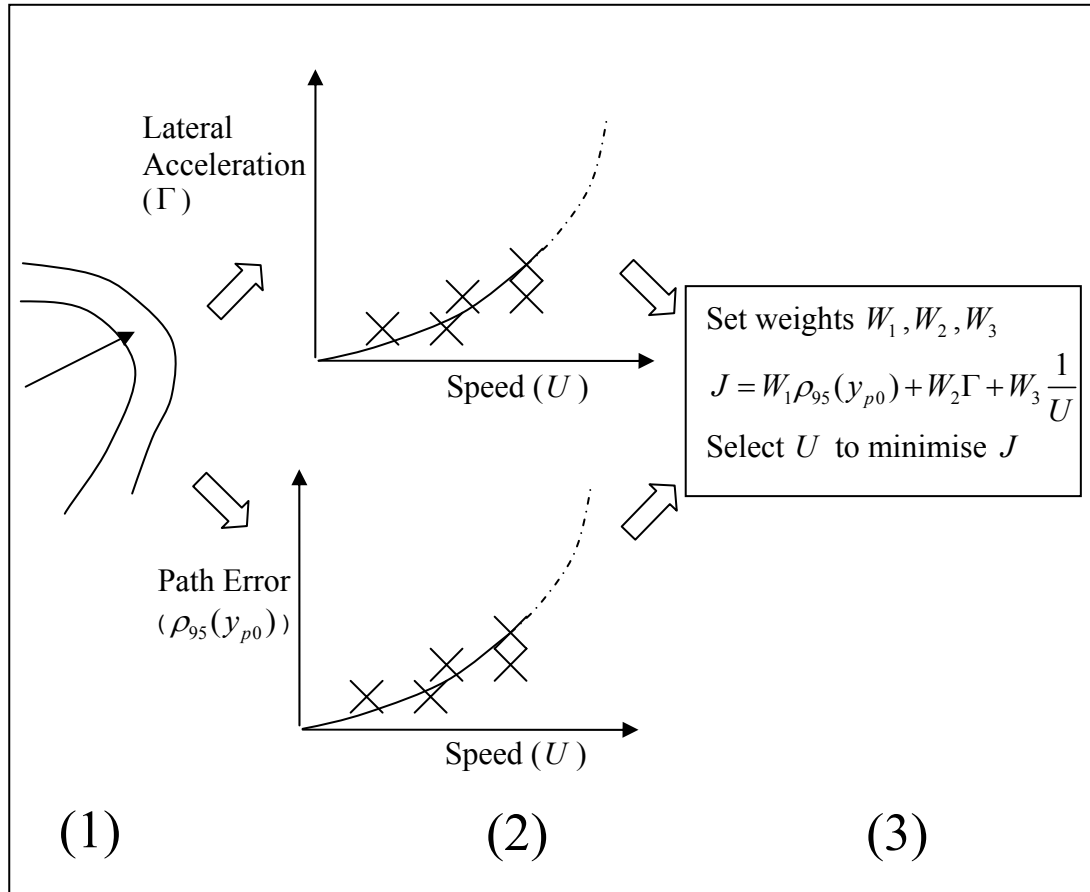 Lateral
Acceleration
(Γ)
Speed (U)
Set weights W₁, W₂, W₃
J = W₁ρ₉₅(yₚ₀) + W₂Γ + W₃ 1/U
Select U to minimise J
Path Error
(ρ₉₅(yₚ₀))
Speed (U)
(1) (2) (3)